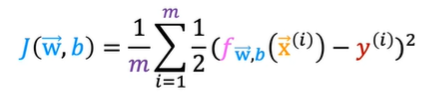 J(w⃗, b) = 1/m ∑_{i=1}^{m} 1/2 (f_{w⃗,b}(x⃗^{(i)}) − y^{(i)})²